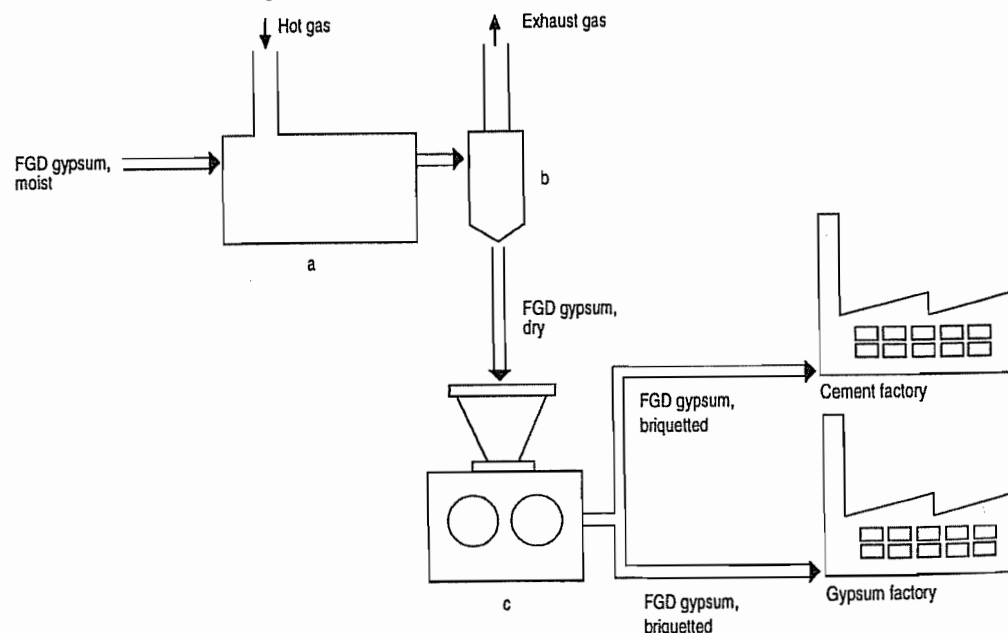 Hot gas
Exhaust gas
FGD gypsum,
moist
b
a
FGD gypsum,
dry
Cement factory
FGD gypsum,
briquetted
Gypsum factory
c
FGD gypsum,
briquetted